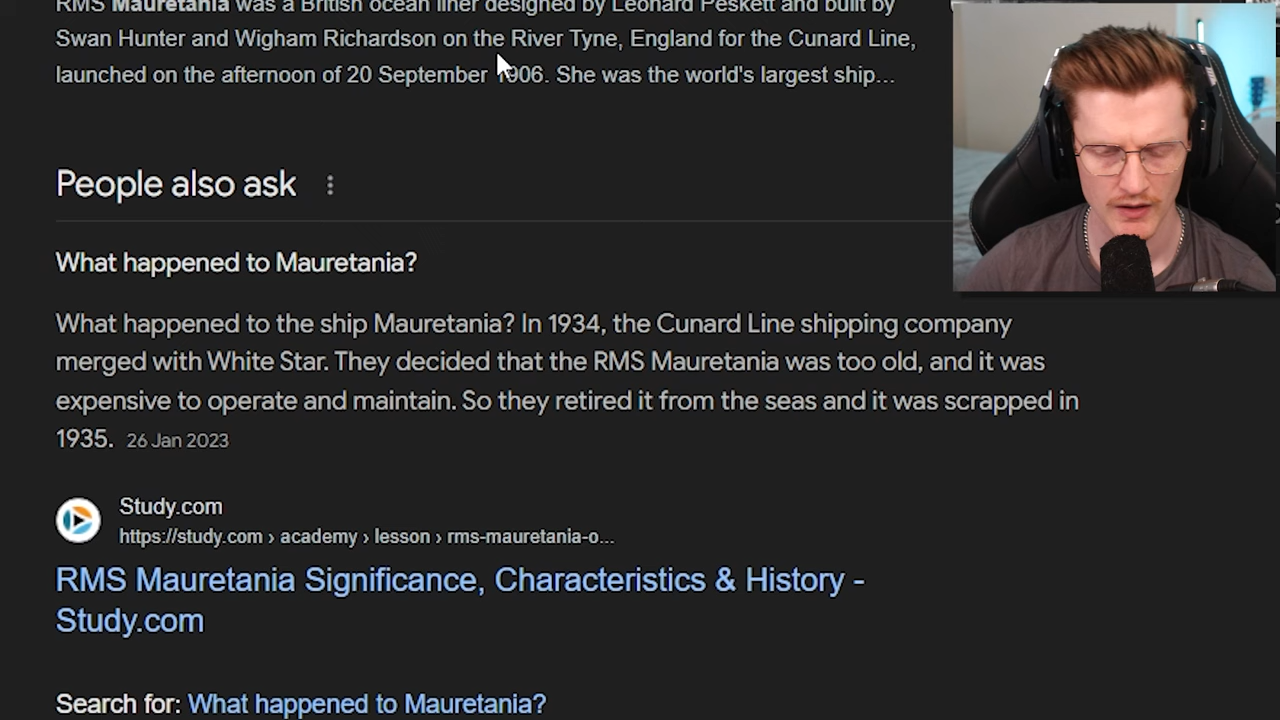 RMS Mauretania was a British ocean liner designed by Leonard Peskett and built by
Swan Hunter and Wigham Richardson on the River Tyne, England for the Cunard Line,
launched on the afternoon of 20 September 1906. She was the world's largest ship...
People also ask
What happened to Mauretania?
What happened to the ship Mauretania? In 1934, the Cunard Line shipping company
merged with White Star. They decided that the RMS Mauretania was too old, and it was
expensive to operate and maintain. So they retired it from the seas and it was scrapped in
1935. 26 Jan 2023
Study.com
https://study.com › academy › lesson › rms-mauretania-o...
RMS Mauretania Significance, Characteristics & History -
Study.com
Search for: What happened to Mauretania?